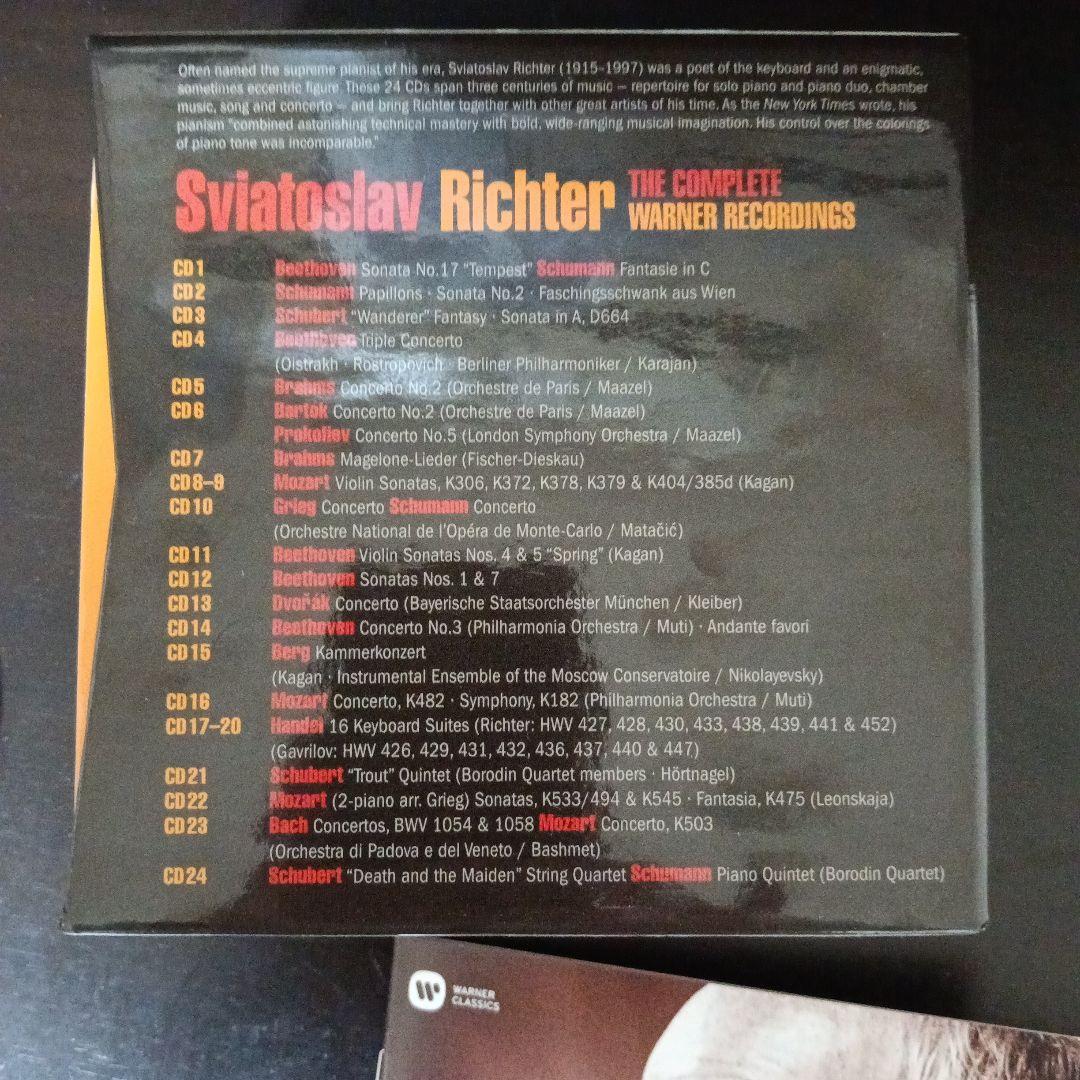 Often named the supreme pianist of his era, Sviatoslav Richter (1915–1997) was a poet of the keyboard and an enigmatic,
sometimes eccentric figure. These 24 CDs span three centuries of music – repertoire for solo piano and piano duo, chamber
music, song and concerto – and bring Richter together with other great artists of his time. As the New York Times wrote, his
pianism "combined astonishing technical mastery with bold, wide-ranging musical imagination. His control over the colorings
of piano tone was incomparable."
Sviatoslav Richter THE COMPLETE
WARNER RECORDINGS
CD1 Beethoven Sonata No.17 "Tempest" Schumann Fantasie in C
CD2 Schumann Papillons · Sonata No.2 · Faschingsschwank aus Wien
CD3 Schubert "Wanderer" Fantasy · Sonata in A, D664
CD4 Beethoven Triple Concerto
(Oistrakh · Rostropovich · Berliner Philharmoniker / Karajan)
CD5 Brahms Concerto No.2 (Orchestre de Paris / Maazel)
CD6 Bartok Concerto No.2 (Orchestre de Paris / Maazel)
Prokofiev Concerto No.5 (London Symphony Orchestra / Maazel)
CD7 Brahms Magelone-Lieder (Fischer-Dieskau)
CD8–9 Mozart Violin Sonatas, K306, K372, K378, K379 & K404/385d (Kagan)
CD10 Grieg Concerto Schumann Concerto
(Orchestre National de l'Opéra de Monte-Carlo / Matačić)
CD11 Beethoven Violin Sonatas Nos. 4 & 5 "Spring" (Kagan)
CD12 Beethoven Sonatas Nos. 1 & 7
CD13 Dvořák Concerto (Bayerische Staatsorchester München / Kleiber)
CD14 Beethoven Concerto No.3 (Philharmonia Orchestra / Muti) · Andante favori
CD15 Berg Kammerkonzert
(Kagan · Instrumental Ensemble of the Moscow Conservatoire / Nikolayevsky)
CD16 Mozart Concerto, K482 · Symphony, K182 (Philharmonia Orchestra / Muti)
CD17–20 Handel 16 Keyboard Suites (Richter: HWV 427, 428, 430, 433, 438, 439, 441 & 452)
(Gavrilov: HWV 426, 429, 431, 432, 436, 437, 440 & 447)
CD21 Schubert "Trout" Quintet (Borodin Quartet members · Hörtnagel)
CD22 Mozart (2-piano arr. Grieg) Sonatas, K533/494 & K545 · Fantasia, K475 (Leonskaja)
CD23 Bach Concertos, BWV 1054 & 1058 Mozart Concerto, K503
(Orchestra di Padova e del Veneto / Bashmet)
CD24 Schubert "Death and the Maiden" String Quartet Schumann Piano Quintet (Borodin Quartet)
WARNER
CLASSICS